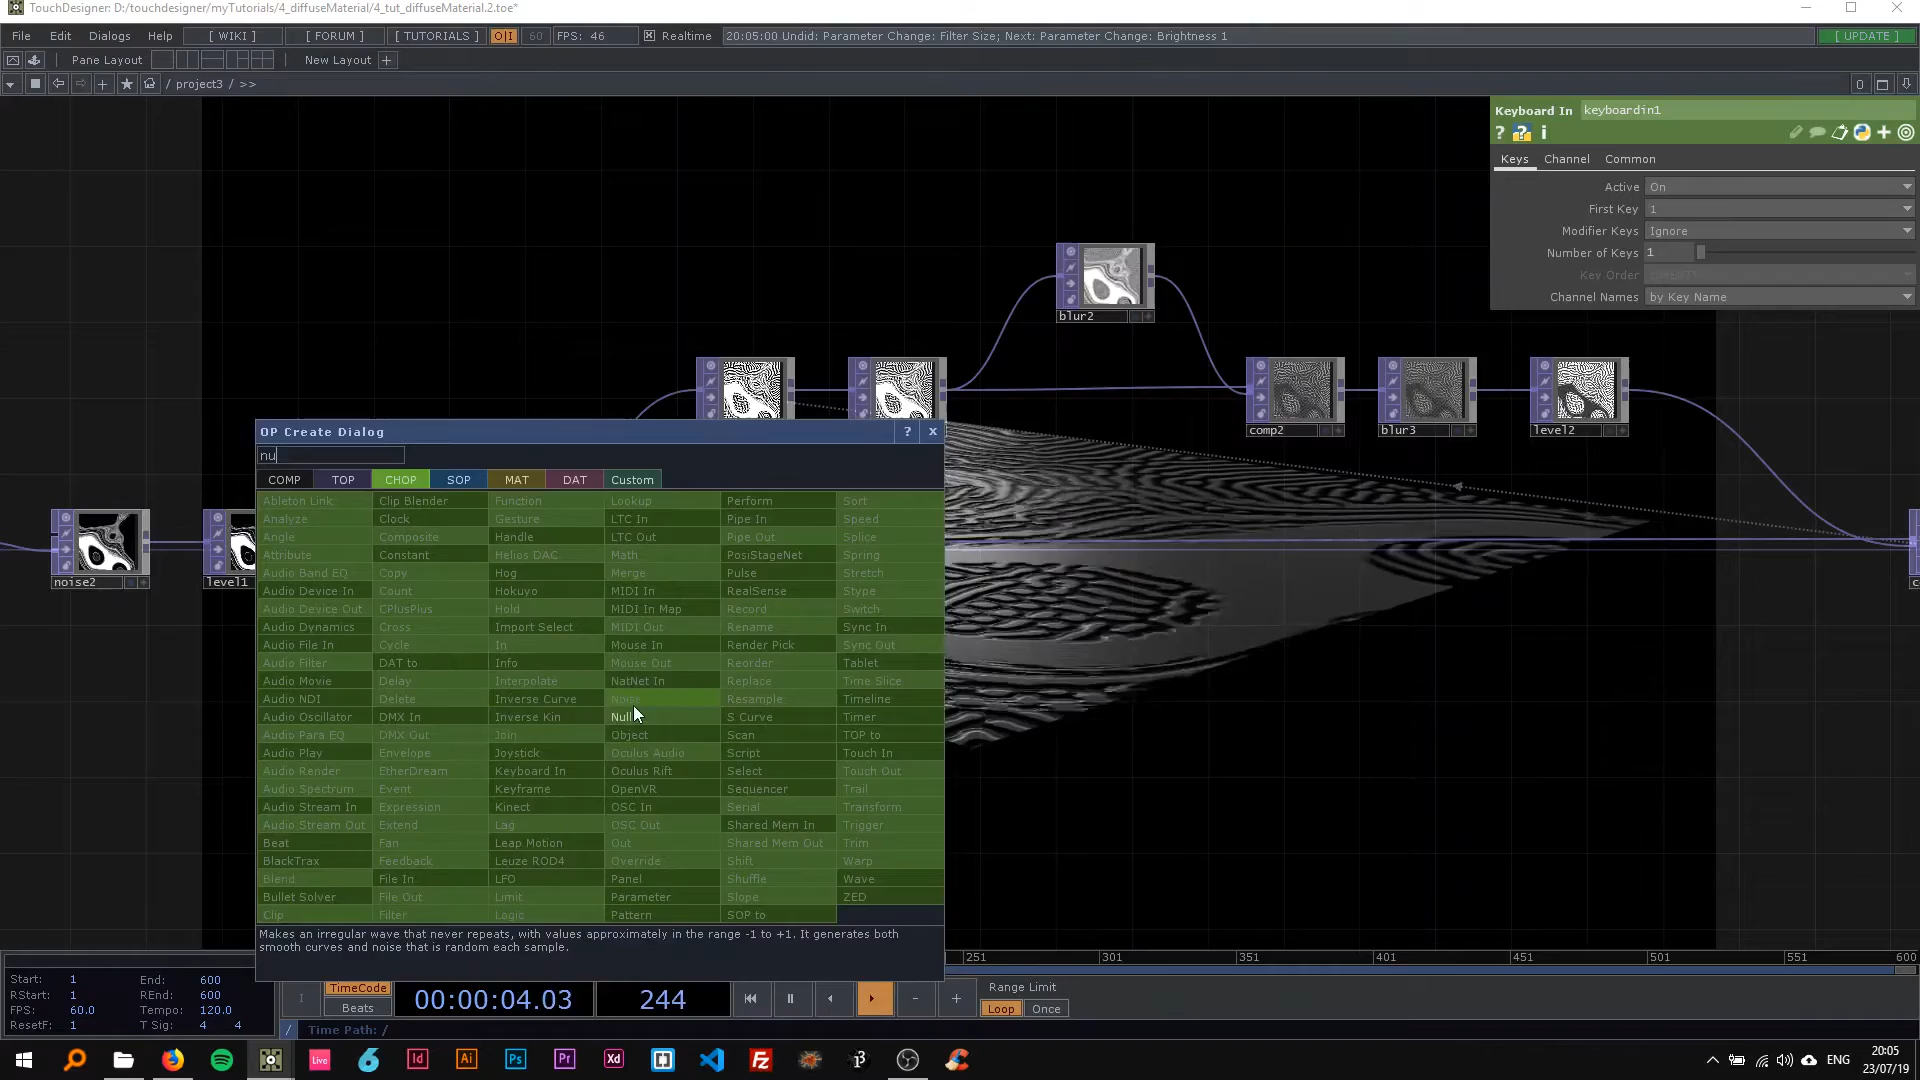 TouchDesigner: D:/touchdesigner/myTutorials/4_diffuseMaterial/4_tut_diffuseMaterial.2.toe*
File Edit Dialogs Help [ WIKI ] [ FORUM ] [ TUTORIALS ] O|I 60 FPS: 46 Realtime 20:05:00 Undid: Parameter Change: Filter Size; Next: Parameter Change: Brightness 1 [ UPDATE ]
Pane Layout New Layout +
/ project3 / >> 0
Keyboard In keyboardin1
? ? i
Keys Channel Common
Active On
First Key 1
Modifier Keys Ignore
Number of Keys 1
Key Order
Channel Names by Key Name
blur2
comp2 blur3 level2
noise2 level1
OP Create Dialog ? x
nu
COMP TOP CHOP SOP MAT DAT Custom
Ableton Link Clip Blender Function Lookup Perform Sort
Analyze Clock Gesture LTC In Pipe In Speed
Angle Composite Handle LTC Out Pipe Out Splice
Attribute Constant Helios DAC Math PosiStageNet Spring
Audio Band EQ Copy Hog Merge Pulse Stretch
Audio Device In Count Hokuyo MIDI In RealSense Stype
Audio Device Out CPlusPlus Hold MIDI In Map Record Switch
Audio Dynamics Cross Import Select MIDI Out Rename Sync In
Audio File In Cycle In Mouse In Render Pick Sync Out
Audio Filter DAT to Info Mouse Out Reorder Tablet
Audio Movie Delay Interpolate NatNet In Replace Time Slice
Audio NDI Delete Inverse Curve Noise Resample Timeline
Audio Oscillator DMX In Inverse Kin Null S Curve Timer
Audio Para EQ DMX Out Join Object Scan TOP to
Audio Play Envelope Joystick Oculus Audio Script Touch In
Audio Render EtherDream Keyboard In Oculus Rift Select Touch Out
Audio Spectrum Event Keyframe OpenVR Sequencer Trail
Audio Stream In Expression Kinect OSC In Serial Transform
Audio Stream Out Extend Lag OSC Out Shared Mem In Trigger
Beat Fan Leap Motion Out Shared Mem Out Trim
BlackTrax Feedback Leuze ROD4 Override Shift Warp
Blend File In LFO Panel Shuffle Wave
Bullet Solver File Out Limit Parameter Slope ZED
Clip Filter Logic Pattern SOP to
Makes an irregular wave that never repeats, with values approximately in the range -1 to +1. It generates both
smooth curves and noise that is random each sample.
251 301 351 401 451 501 551 600
Start: 1 End: 600
RStart: 1 REnd: 600
FPS: 60.0 Tempo: 120.0
ResetF: 1 T Sig: 4 4
TimeCode
Beats
00:00:04.03 244
Range Limit
Loop Once
/ Time Path: /
Live Id Ai Ps Pr Xd ENG
20:05
23/07/19